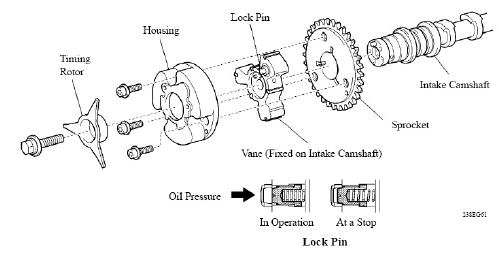 Lock Pin
Housing
Timing
Rotor
Intake Camshaft
Sprocket
Vane (Fixed on Intake Camshaft)
Oil Pressure
In Operation
At a Stop
238EG61
Lock Pin